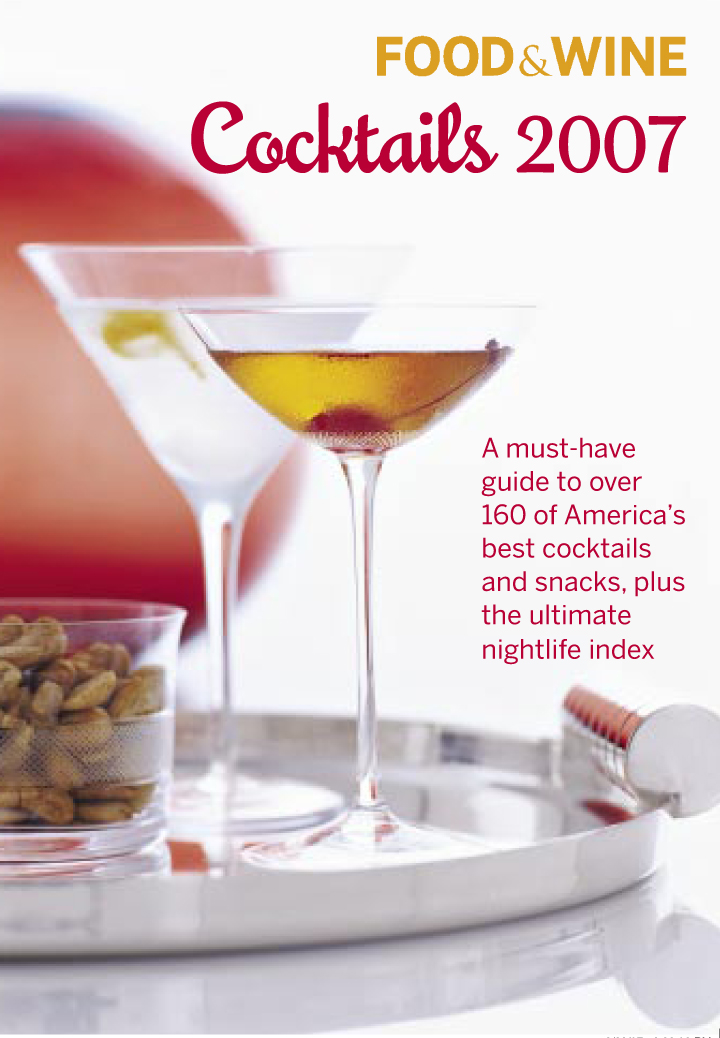 FOOD&WINE
Cocktails 2007
A must-have
guide to over
160 of America's
best cocktails
and snacks, plus
the ultimate
nightlife index